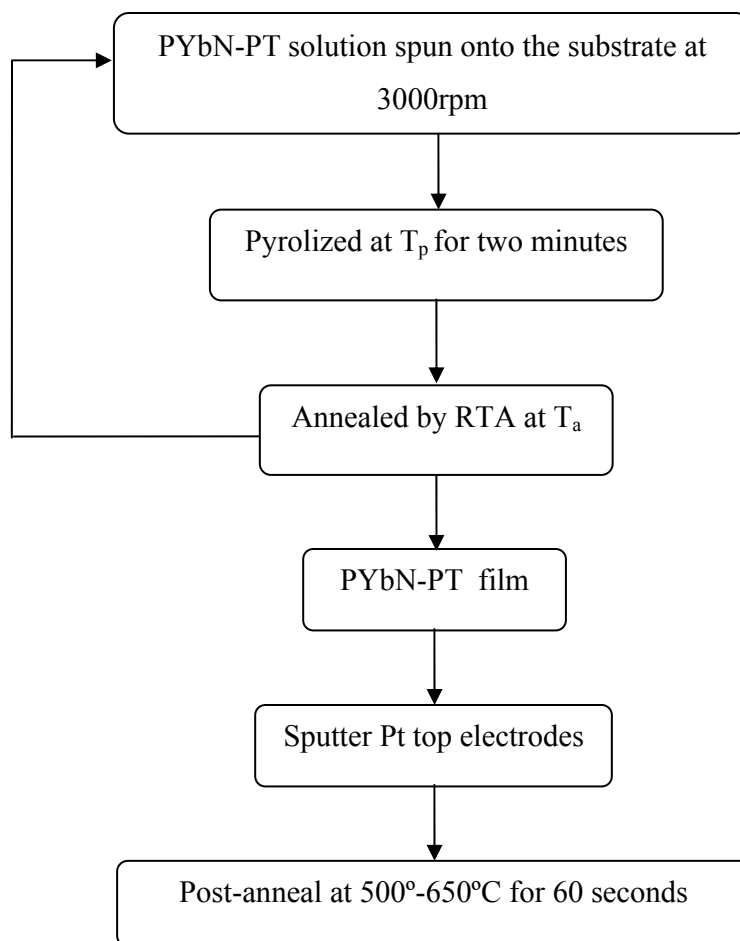 PYbN-PT solution spun onto the substrate at
3000rpm
Pyrolized at Tp for two minutes
Annealed by RTA at Ta
PYbN-PT film
Sputter Pt top electrodes
Post-anneal at 500º-650ºC for 60 seconds